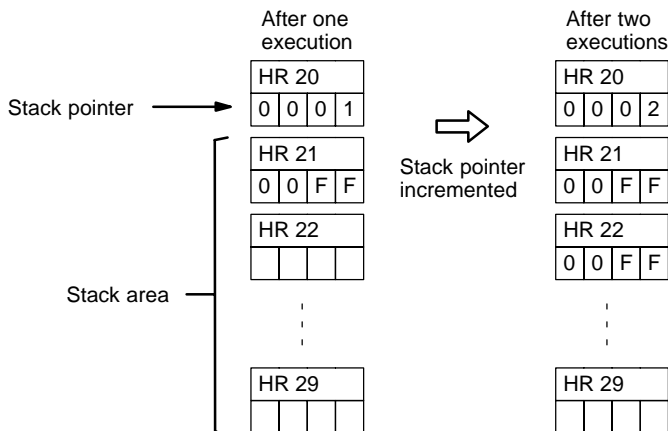 After one
execution
After two
executions
HR 20
0 0 0 1
HR 20
0 0 0 2
Stack pointer
HR 21
0 0 F F
Stack pointer
incremented
HR 21
0 0 F F
HR 22
HR 22
0 0 F F
Stack area
HR 29
HR 29